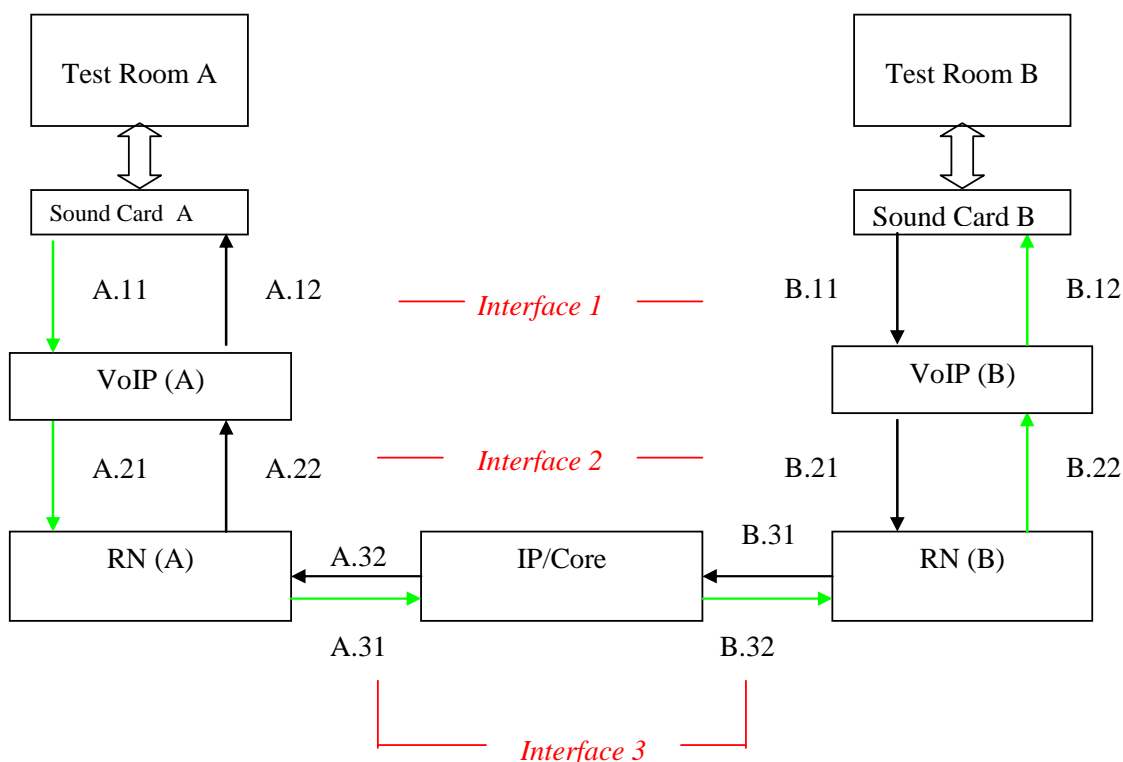 Test Room A
Test Room B
Sound Card  A
Sound Card B
A.11
A.12
Interface 1
B.11
B.12
VoIP (A)
VoIP (B)
A.21
A.22
Interface 2
B.21
B.22
RN (A)
A.32
IP/Core
B.31
RN (B)
A.31
B.32
Interface 3